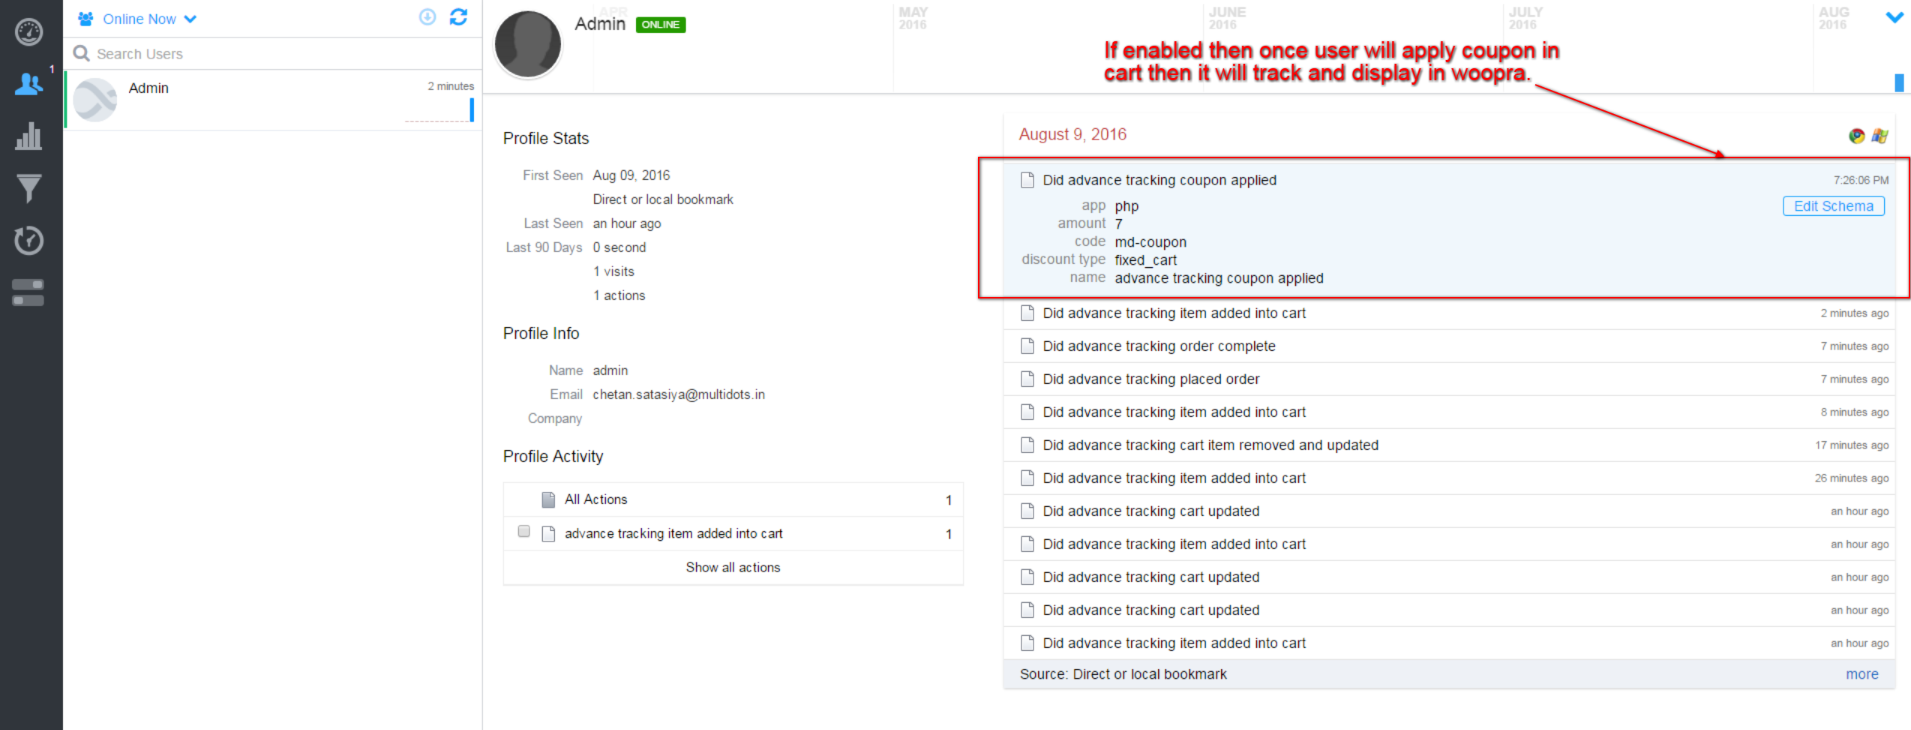 1
Online Now
Search Users
Admin
2 minutes
Admin ONLINE
APR
MAY
2016
JUNE
2016
JULY
2016
AUG
2016
If enabled then once user will apply coupon in
cart then it will track and display in woopra.
Profile Stats
First Seen Aug 09, 2016
Direct or local bookmark
Last Seen an hour ago
Last 90 Days 0 second
1 visits
1 actions
Profile Info
Name admin
Email chetan.satasiya@multidots.in
Company
Profile Activity
All Actions 1
advance tracking item added into cart 1
Show all actions
August 9, 2016
Did advance tracking coupon applied 7:26:06 PM
Edit Schema
app php
amount 7
code md-coupon
discount type fixed_cart
name advance tracking coupon applied
Did advance tracking item added into cart 2 minutes ago
Did advance tracking order complete 7 minutes ago
Did advance tracking placed order 7 minutes ago
Did advance tracking item added into cart 8 minutes ago
Did advance tracking cart item removed and updated 17 minutes ago
Did advance tracking item added into cart 26 minutes ago
Did advance tracking cart updated an hour ago
Did advance tracking item added into cart an hour ago
Did advance tracking cart updated an hour ago
Did advance tracking cart updated an hour ago
Did advance tracking item added into cart an hour ago
Source: Direct or local bookmark more